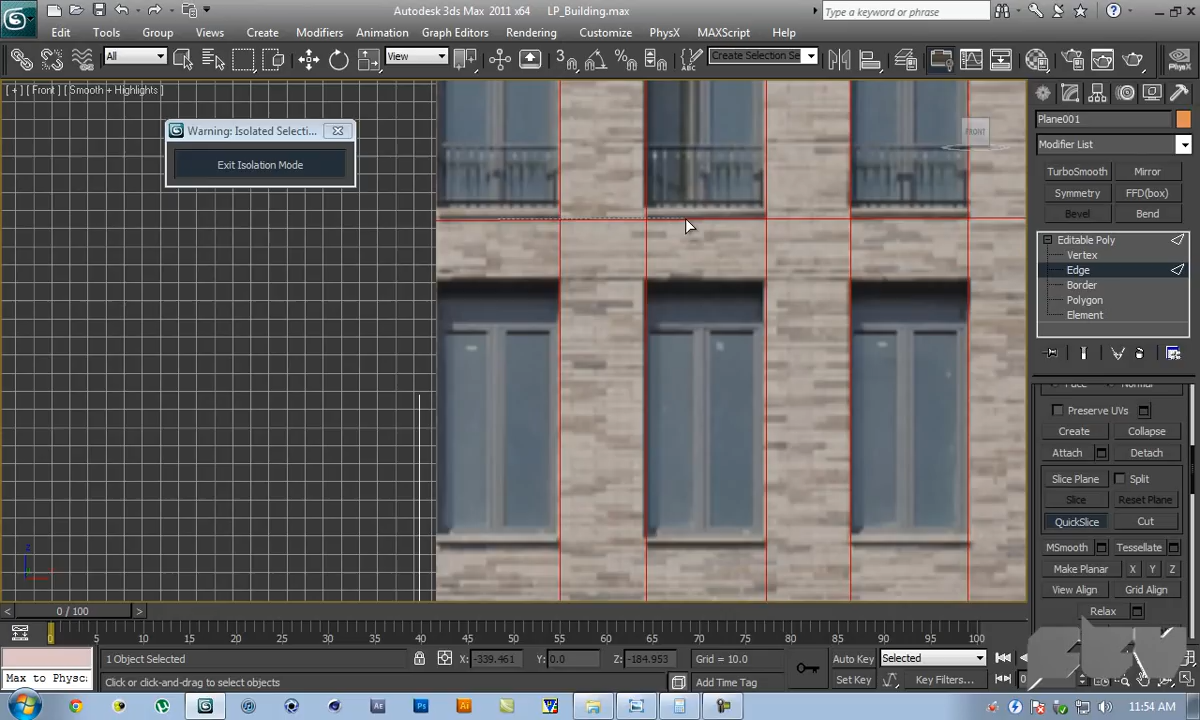 Autodesk 3ds Max 2011 x64 LP_Building.max
Type a keyword or phrase
Edit Tools Group Views Create Modifiers Animation Graph Editors Rendering Customize PhysX MAXScript Help
All View Create Selection Se PhysX
[ + ] [ Front ] [ Smooth + Highlights ]
Warning: Isolated Selecti...
Exit Isolation Mode
FRONT
Plane001
Modifier List
TurboSmooth Mirror
Symmetry FFD(box)
Bevel Bend
Editable Poly
Vertex
Edge
Border
Polygon
Element
Face Normal
Preserve UVs
Create Collapse
Attach Detach
Slice Plane Split
Slice Reset Plane
QuickSlice Cut
MSmooth Tessellate
Make Planar X Y Z
View Align Grid Align
Relax
0 / 100
0 5 10 15 20 25 30 35 40 45 50 55 60 65 70 75 80 85 90 95 100
1 Object Selected X: -339.461 Y: 0.0 Z: -184.953 Grid = 10.0 Auto Key Selected
Max to Physc Click or click-and-drag to select objects Add Time Tag Set Key Key Filters...
Ae Ps Ai
11:54 AM